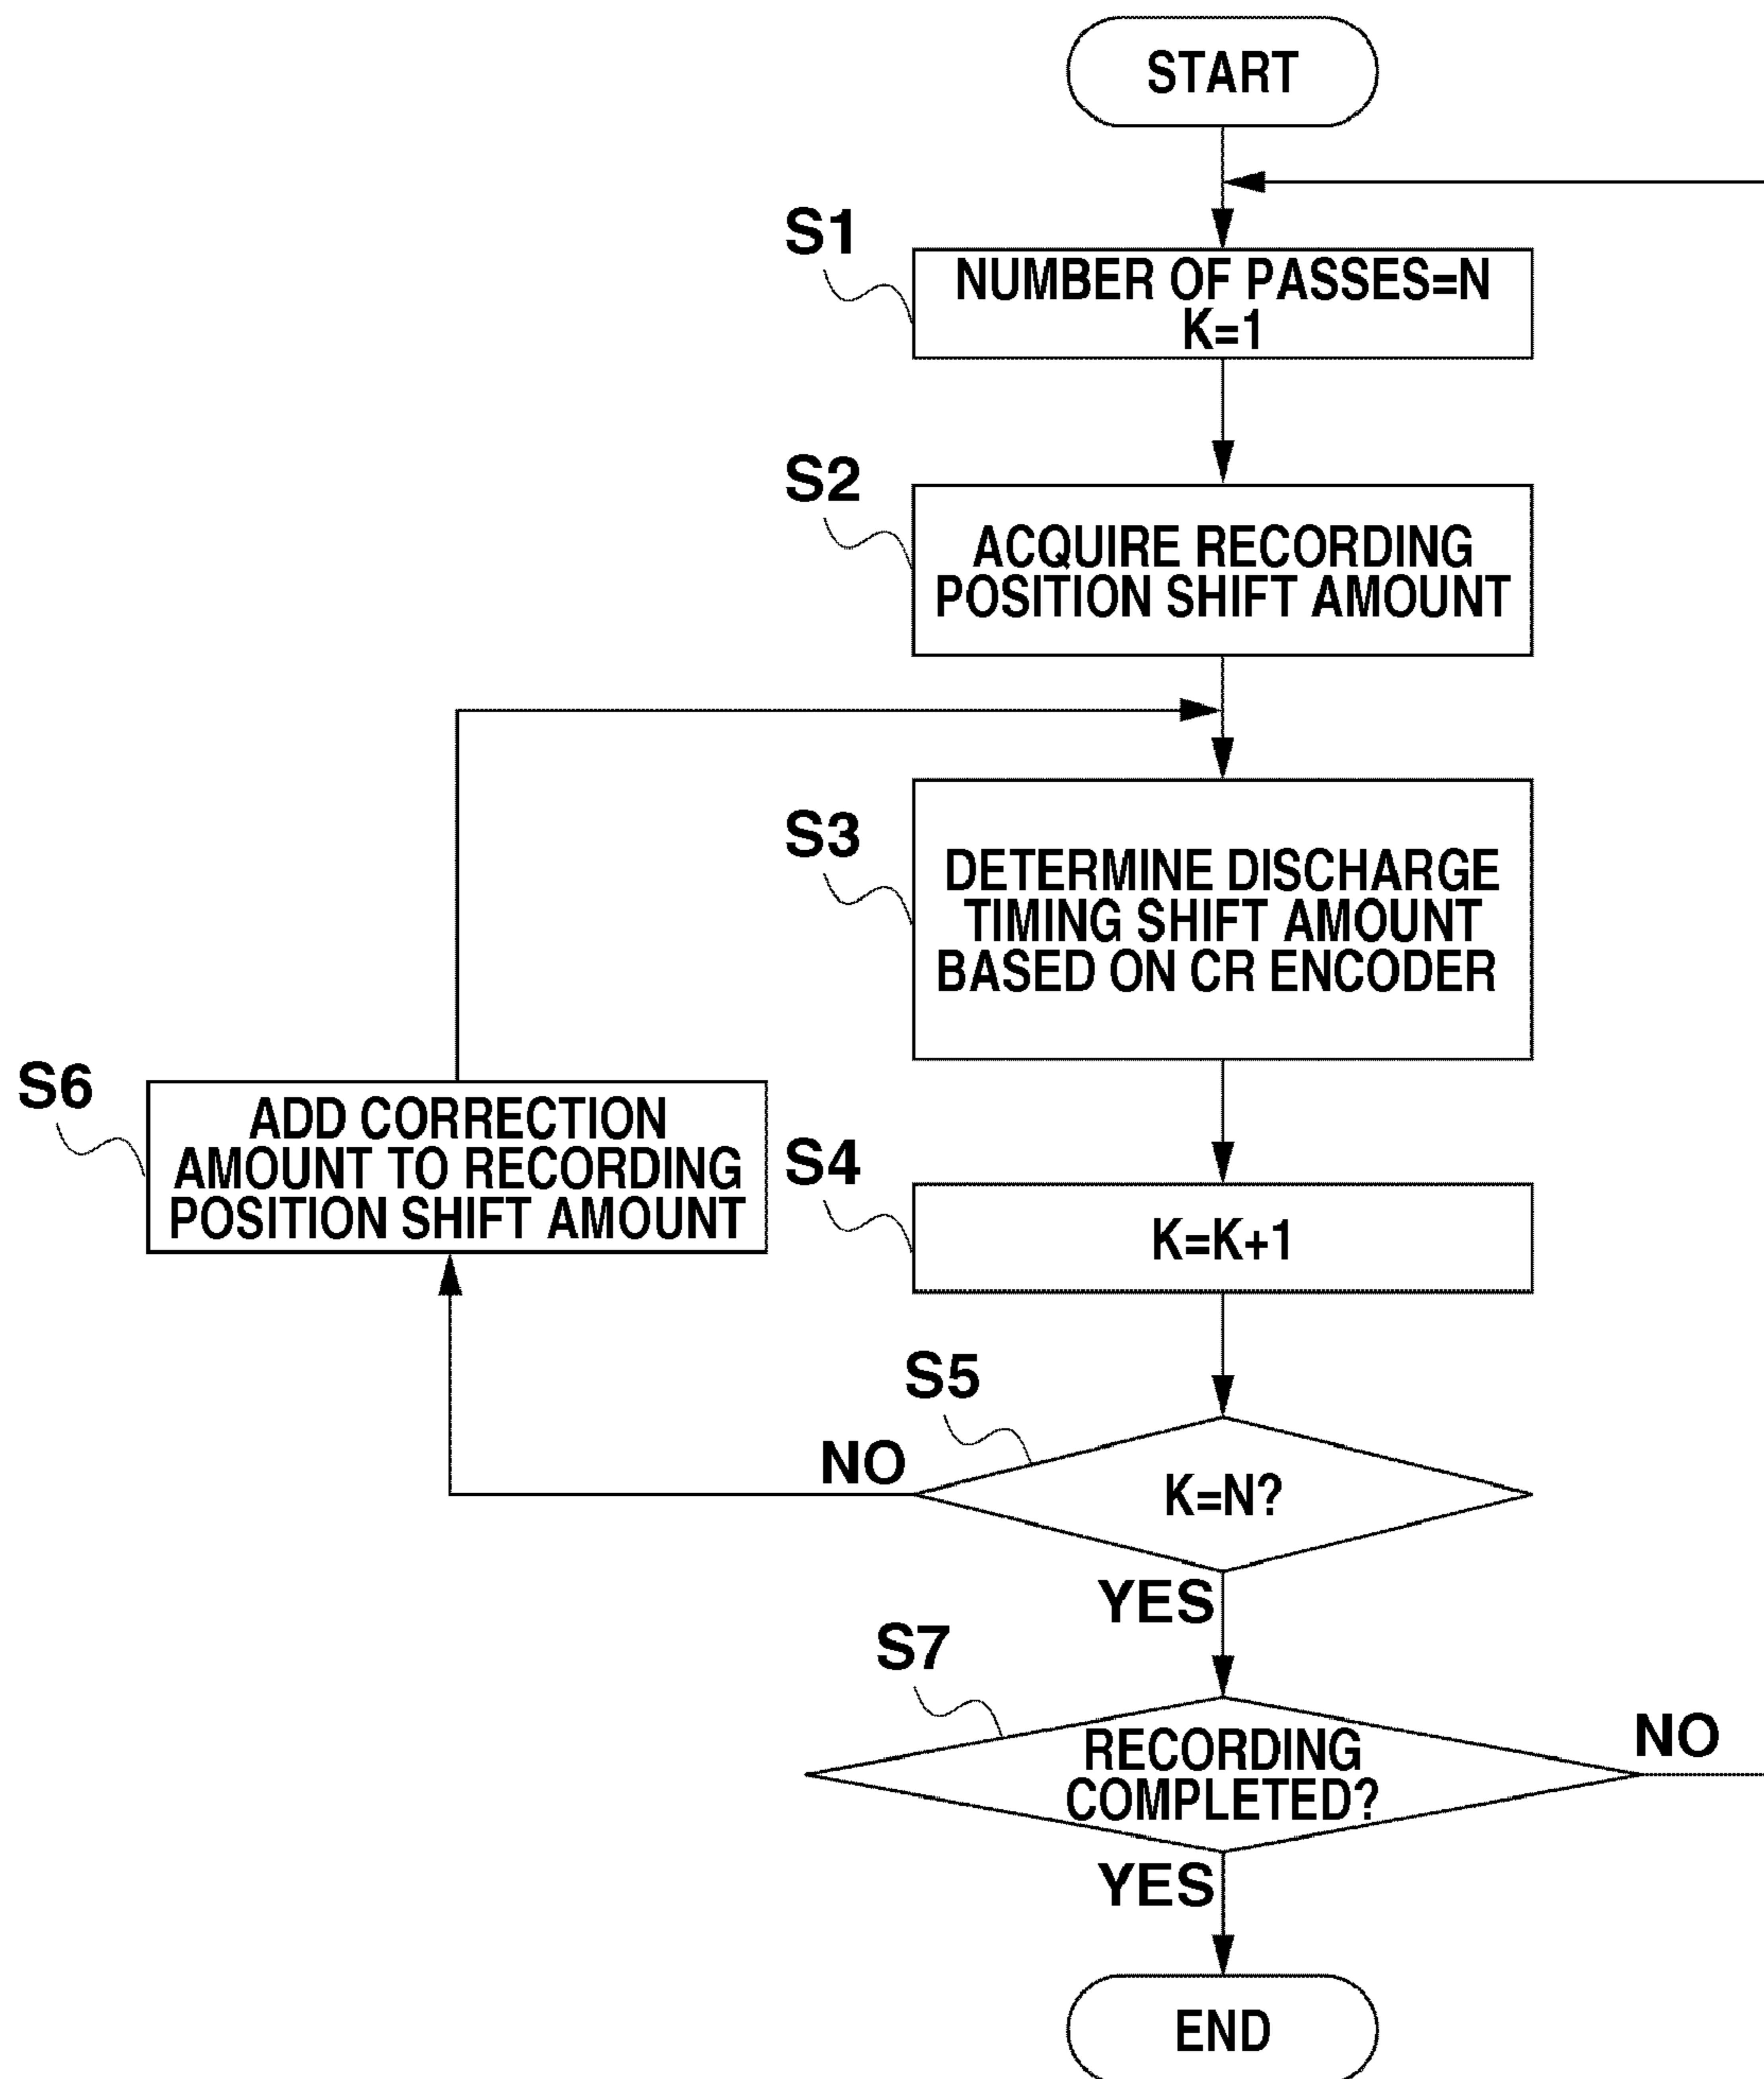 START
S1
NUMBER OF PASSES=N
K=1
S2
ACQUIRE RECORDING
POSITION SHIFT AMOUNT
S3
DETERMINE DISCHARGE
TIMING SHIFT AMOUNT
BASED ON CR ENCODER
S6
ADD CORRECTION
AMOUNT TO RECORDING
POSITION SHIFT AMOUNT
S4
K=K+1
S5
NO
K=N?
YES
S7
RECORDING
COMPLETED?
NO
YES
END